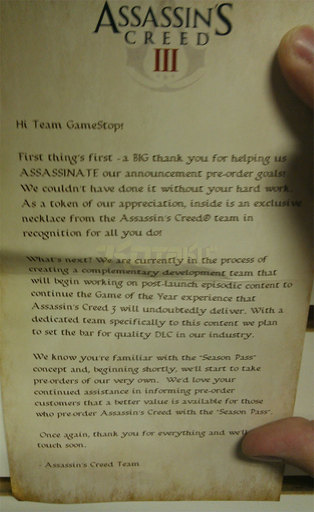 ASSASSIN'S
CREED
III
Hi Team GameStop!
First thing's first - a BIG thank you for helping us
ASSASSINATE our announcement pre-order goals!
We couldn't have done it without your hard work.
As a token of our appreciation, inside is an exclusive
necklace from the Assassin's Creed® team in
recognition for all you do!
What's next? We are currently in the process of
creating a complementary development team that
will begin working on post-launch episodic content to
continue the Game of the Year experience that
Assassin's Creed 3 will undoubtedly deliver. With a
dedicated team specifically to this content we plan
to set the bar for quality DLC in our industry.
We know you're familiar with the "Season Pass"
concept and, beginning shortly, we'll start to take
pre-orders of our very own. We'd love your
continued assistance in informing pre-order
customers that a better value is available for those
who pre-order Assassin's Creed with the "Season Pass".
Once again, thank you for everything and we'll
touch soon.
- Assassin's Creed Team